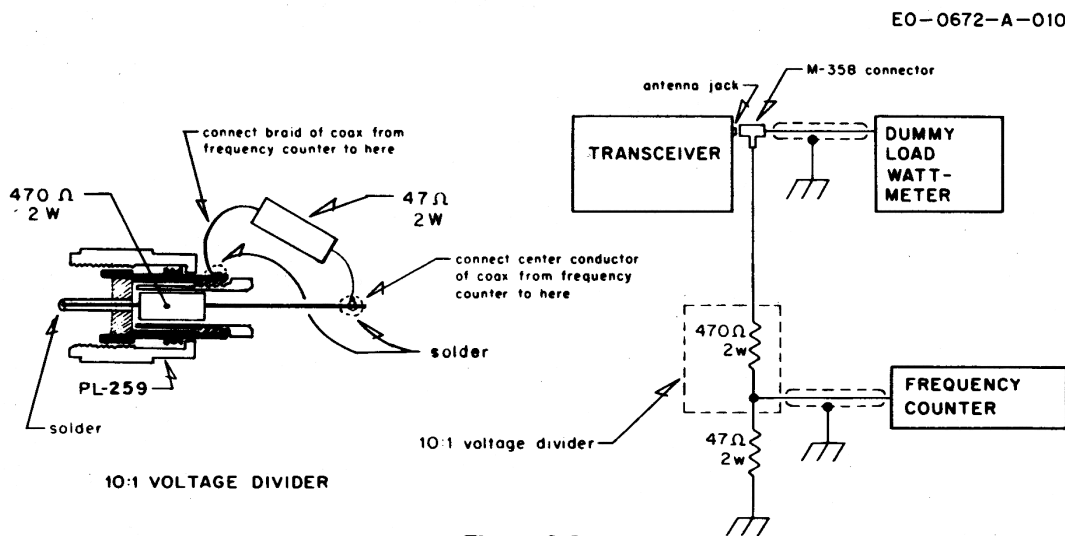 EO-0672-A-010
M-358 connector
antenna jack
connect braid of coax from
frequency counter to here
TRANSCEIVER
DUMMY
LOAD
WATT-
METER
470 Ω
2 W
47 Ω
2 W
connect center conductor
of coax from frequency
counter to here
solder
PL-259
solder
10:1 VOLTAGE DIVIDER
470Ω
2w
FREQUENCY
COUNTER
10:1 voltage divider
47Ω
2w